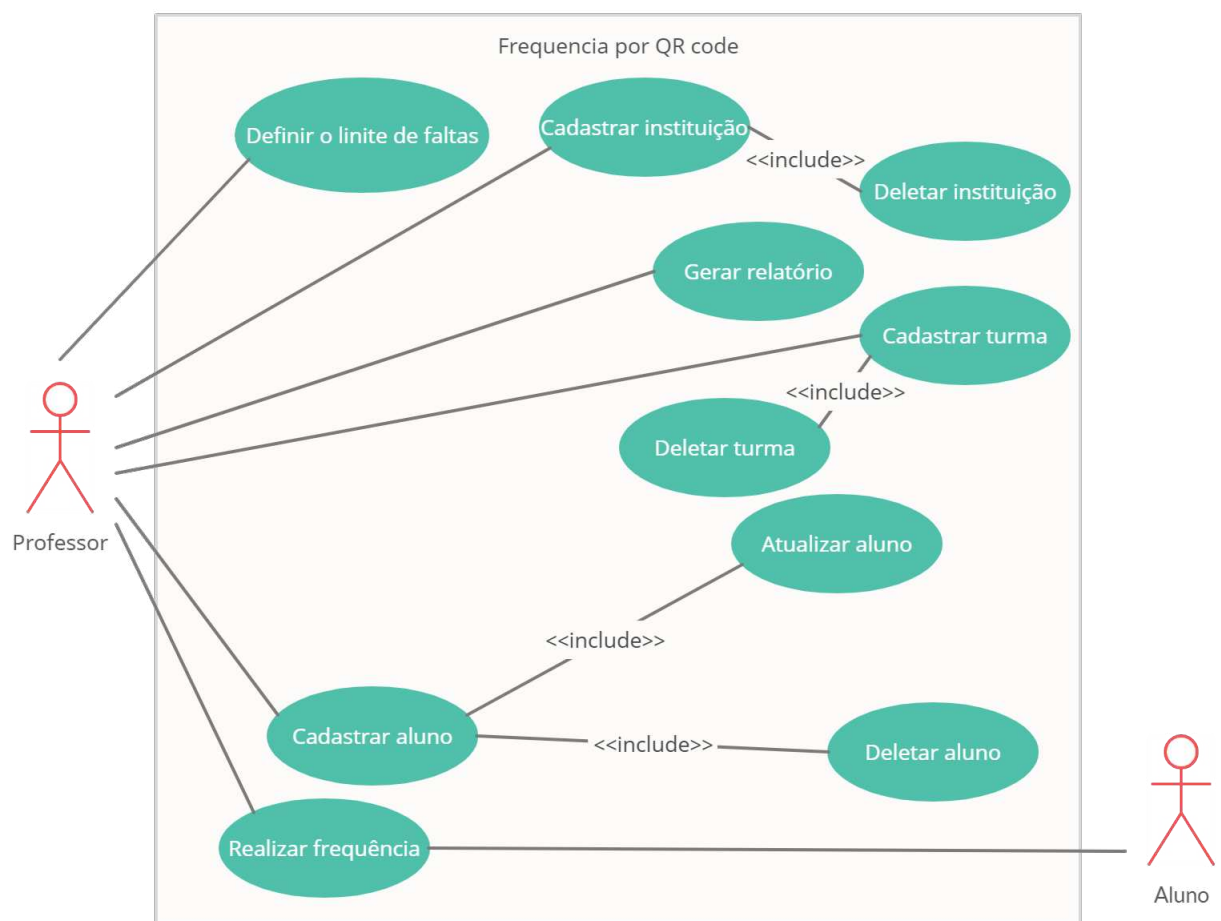 Frequencia por QR code
Definir o linite de faltas
Cadastrar instituição
<<include>>
Deletar instituição
Gerar relatório
Cadastrar turma
<<include>>
Deletar turma
Professor
Atualizar aluno
<<include>>
Cadastrar aluno
<<include>>
Deletar aluno
Realizar frequência
Aluno